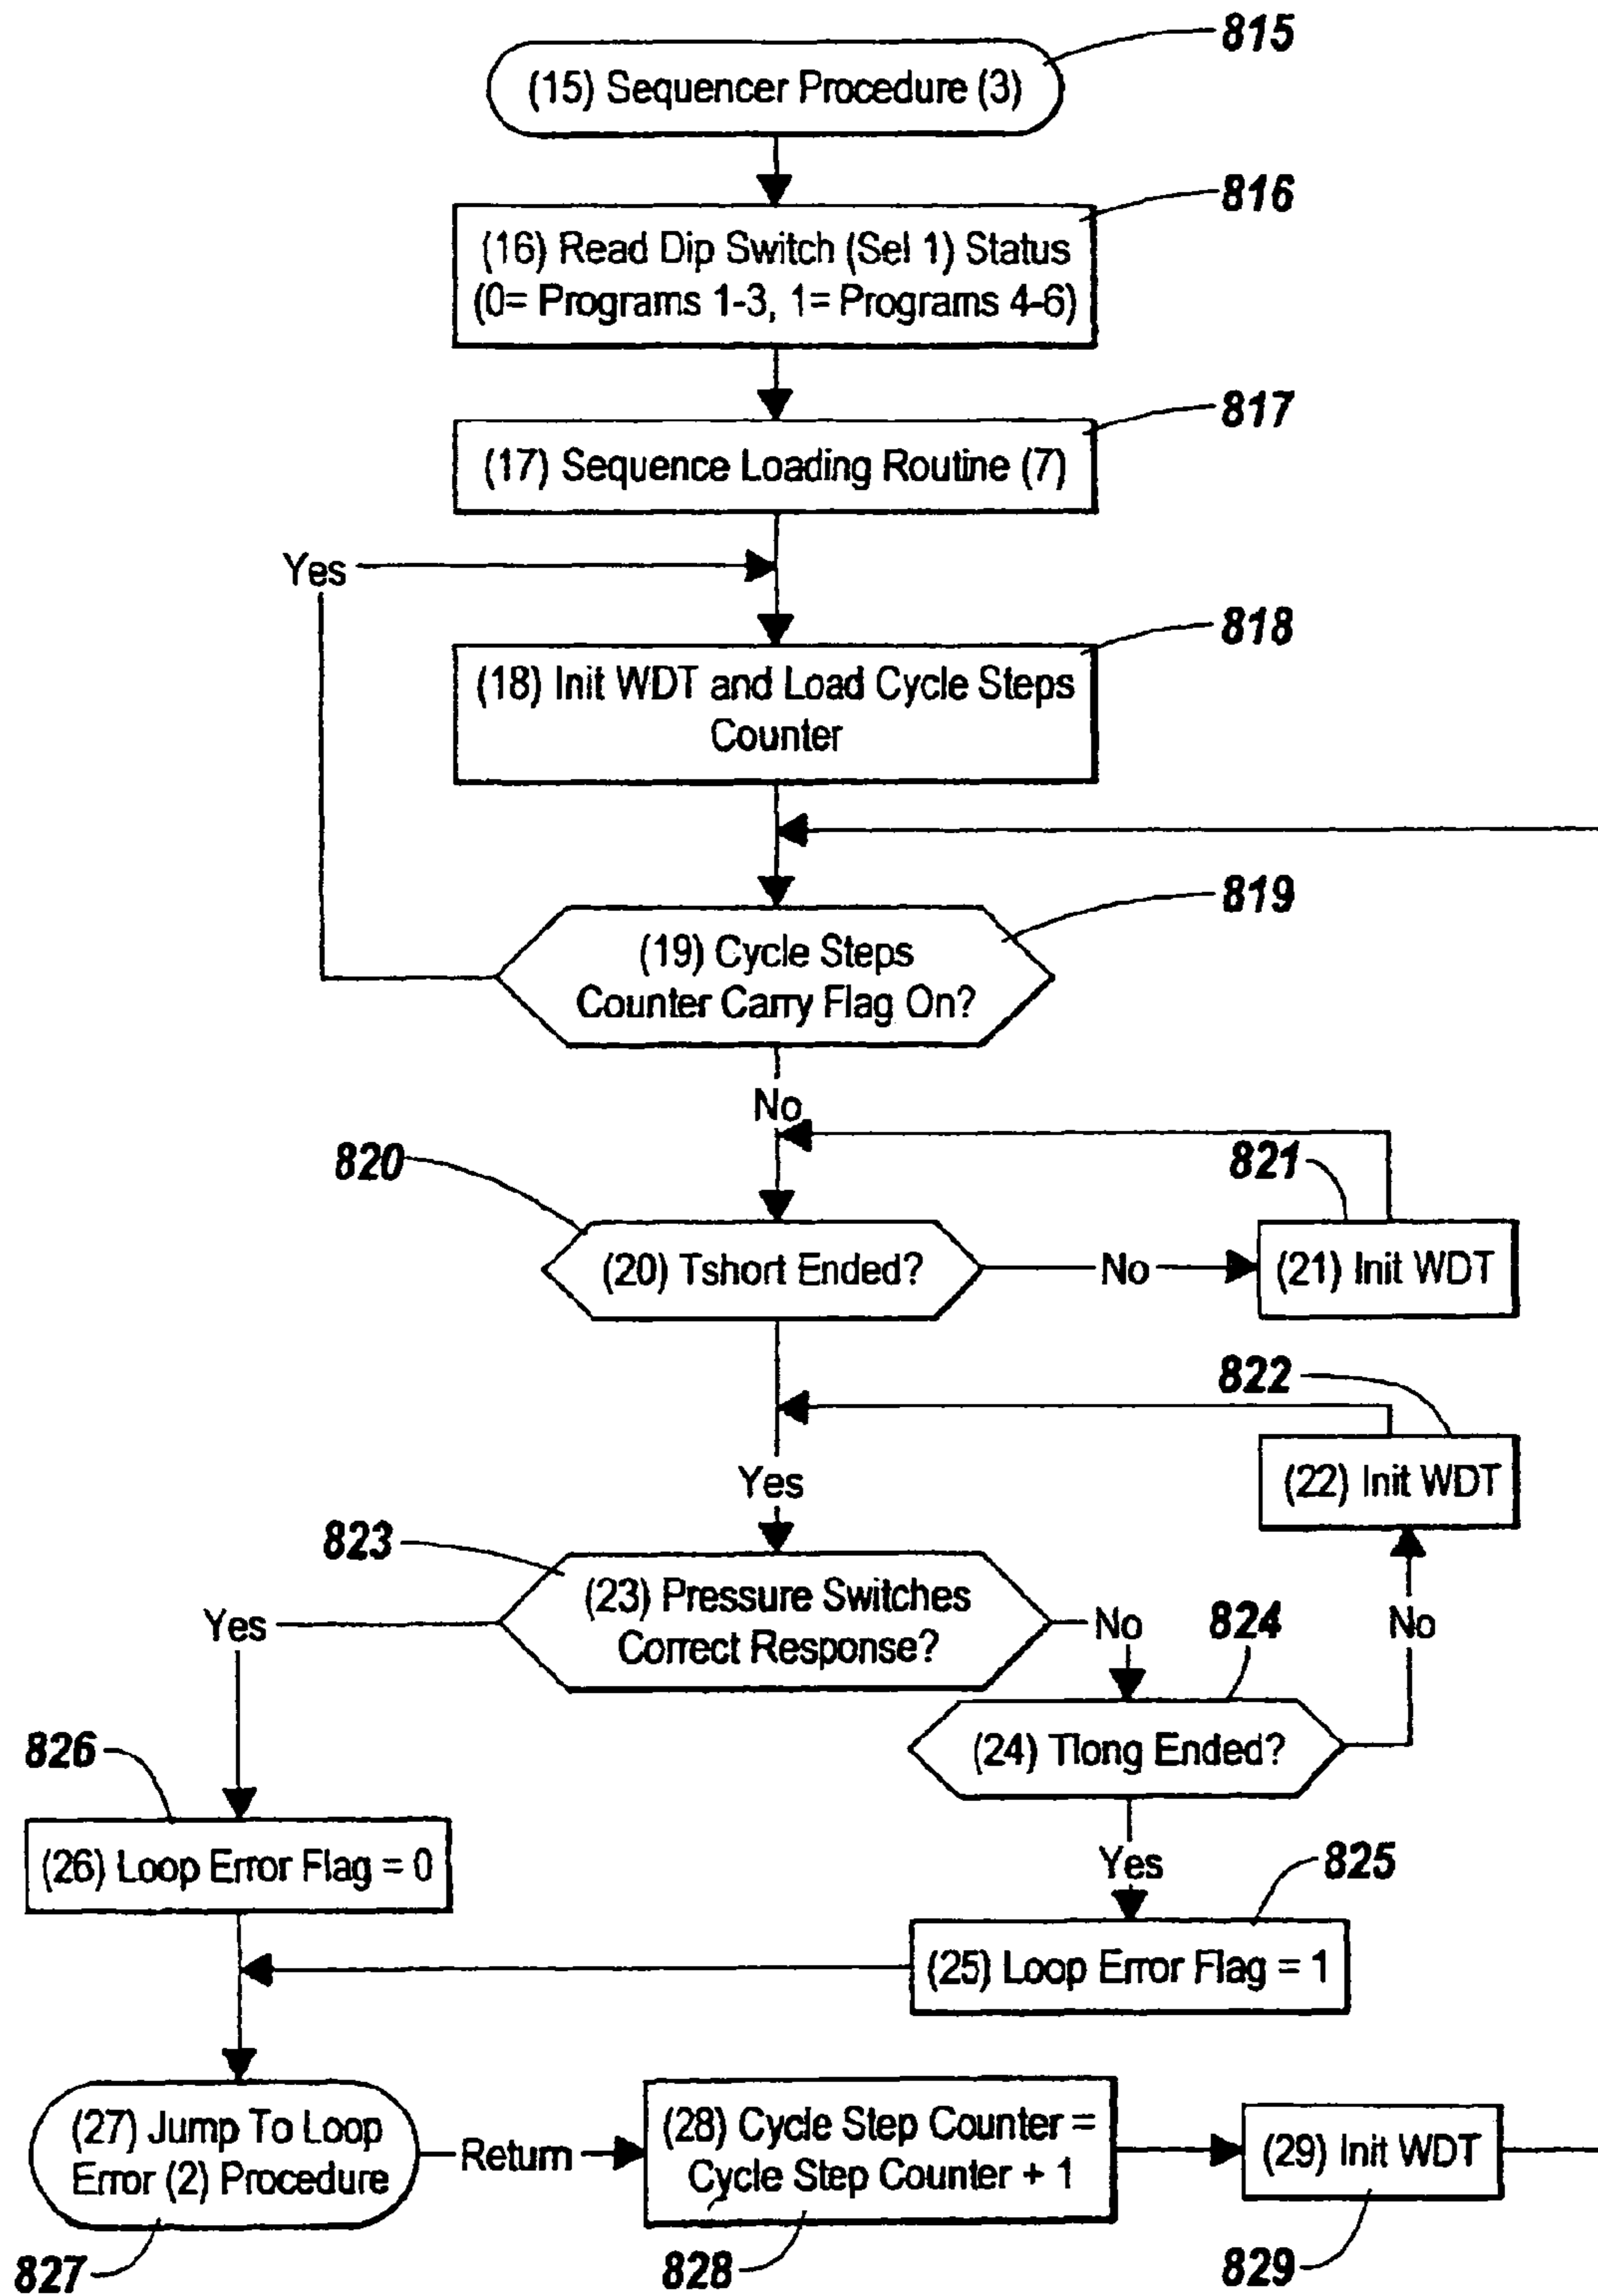 815
(15) Sequencer Procedure (3)
816
(16) Read Dip Switch (Sel 1) Status
(0= Programs 1-3, 1= Programs 4-6)
817
(17) Sequence Loading Routine (7)
Yes
818
(18) Init WDT and Load Cycle Steps
Counter
819
(19) Cycle Steps
Counter Carry Flag On?
No
820
821
(20) Tshort Ended?
No
(21) Init WDT
822
Yes
(22) Init WDT
823
(23) Pressure Switches
Correct Response?
Yes
No
824
No
(24) Tlong Ended?
826
Yes
825
(26) Loop Error Flag = 0
(25) Loop Error Flag = 1
(27) Jump To Loop
Error (2) Procedure
Return
(28) Cycle Step Counter =
Cycle Step Counter + 1
(29) Init WDT
827
828
829